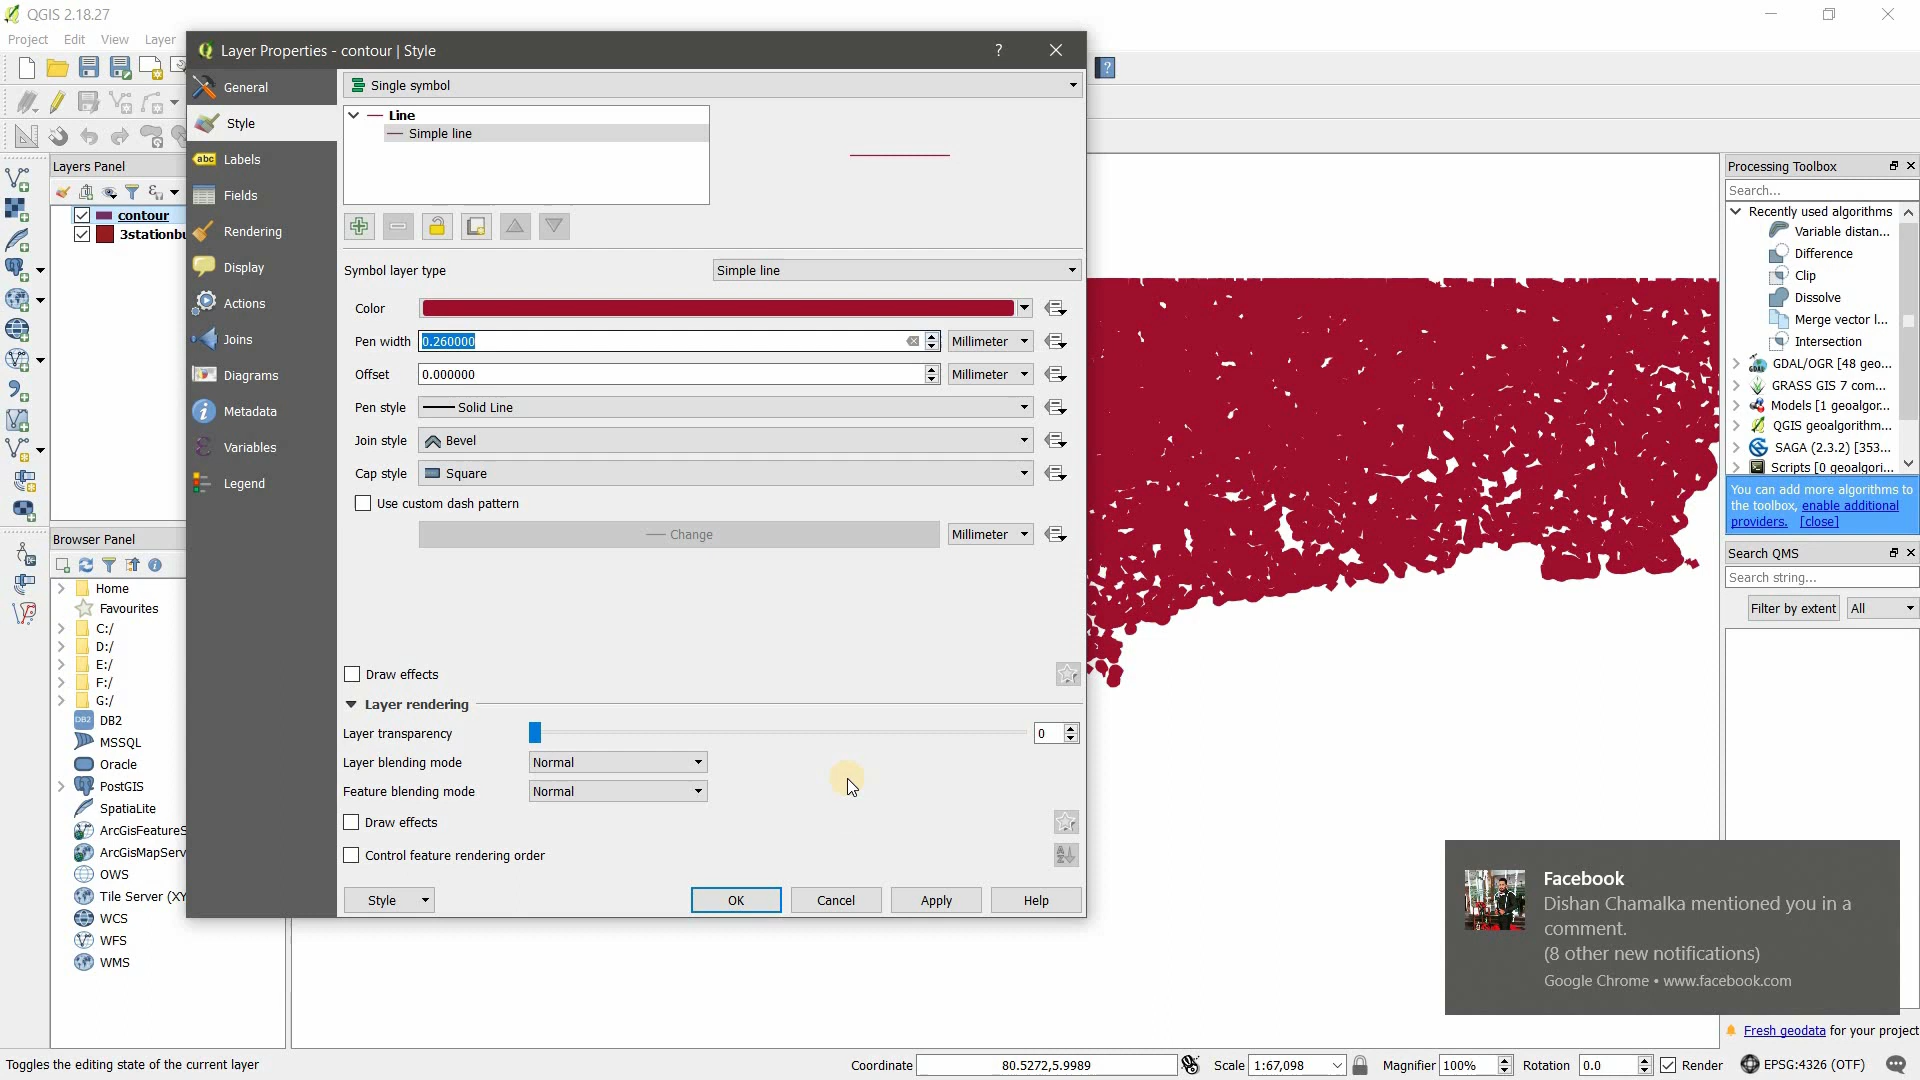 QGIS 2.18.27
Project Edit View Layer
Layer Properties - contour | Style
?
General
Style
Labels
Fields
Rendering
Display
Actions
Joins
Diagrams
Metadata
Variables
Legend
Single symbol
Line
Simple line
Symbol layer type
Simple line
Color
Pen width
0.260000
Millimeter
Offset
0.000000
Millimeter
Pen style
Solid Line
Join style
Bevel
Cap style
Square
Use custom dash pattern
Change
Millimeter
Draw effects
Layer rendering
Layer transparency
0
Layer blending mode
Normal
Feature blending mode
Normal
Draw effects
Control feature rendering order
Style
OK
Cancel
Apply
Help
Layers Panel
contour
3stationbu
Browser Panel
Home
Favourites
C:/
D:/
E:/
F:/
G:/
DB2
MSSQL
Oracle
PostGIS
SpatiaLite
ArcGisFeatureS
ArcGisMapServ
OWS
Tile Server (XY
WCS
WFS
WMS
Processing Toolbox
Search...
Recently used algorithms
Variable distan...
Difference
Clip
Dissolve
Merge vector l...
Intersection
GDAL/OGR [48 geo...
GRASS GIS 7 com...
Models [1 geoalgor...
QGIS geoalgorithm...
SAGA (2.3.2) [353...
Scripts [0 geoalgori...
You can add more algorithms to
the toolbox, enable additional
providers. [close]
Search QMS
Search string...
Filter by extent
All
Facebook
Dishan Chamalka mentioned you in a
comment.
(8 other new notifications)
Google Chrome • www.facebook.com
Fresh geodata for your project
Toggles the editing state of the current layer
Coordinate
80.5272,5.9989
Scale
1:67,098
Magnifier
100%
Rotation
0.0
Render
EPSG:4326 (OTF)